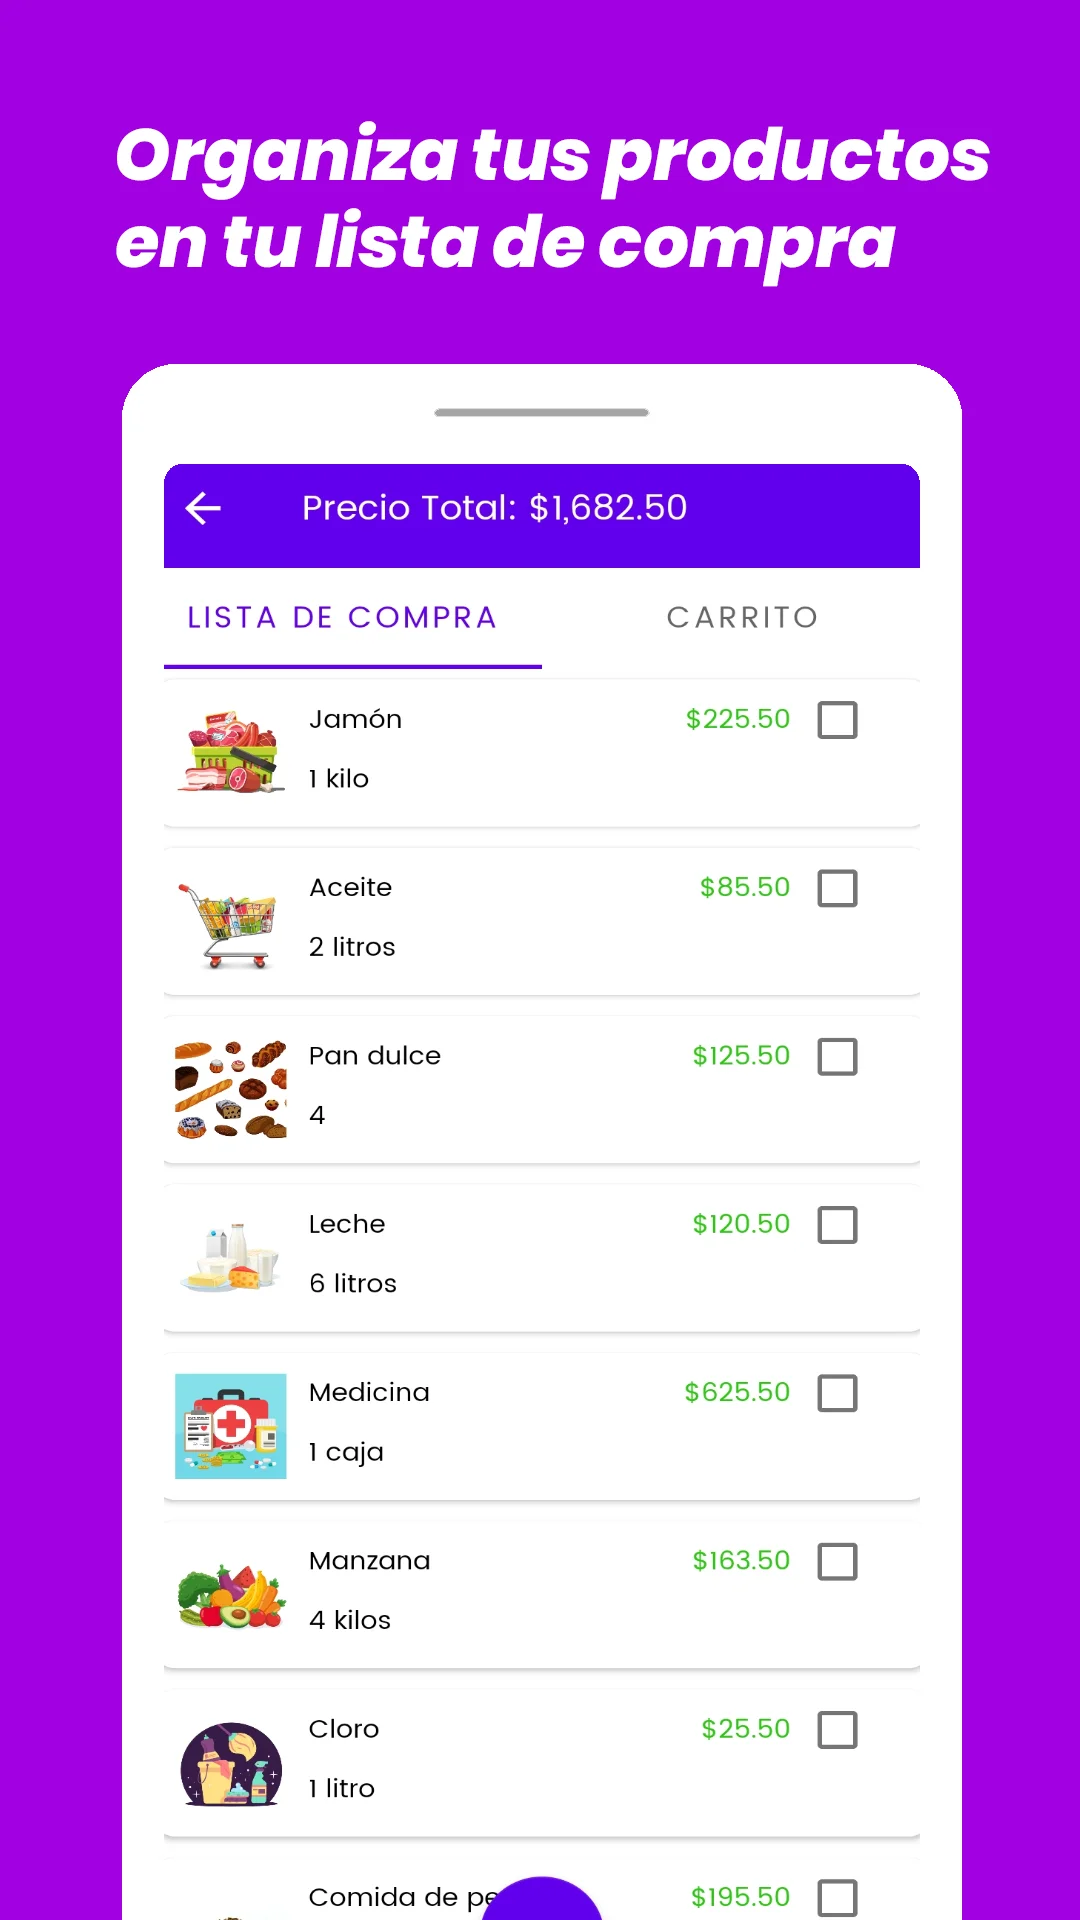 Organiza tus productos
en tu lista de compra
Precio Total: $1,682.50
LISTA DE COMPRA CARRITO
Jamón $225.50
1 kilo
Aceite $85.50
2 litros
Pan dulce $125.50
4
Leche $120.50
6 litros
Medicina $625.50
1 caja
Manzana $163.50
4 kilos
Cloro $25.50
1 litro
Comida de $195.50